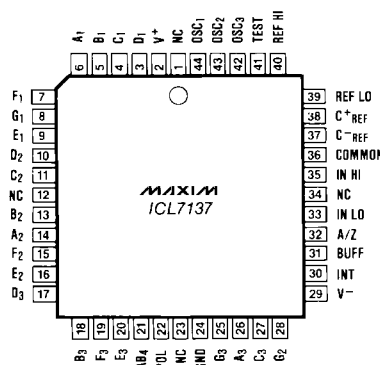 A1 B1 C1 D1 V+ NC OSC1 OSC2 OSC3 TEST REF HI
6 5 4 3 2 1 44 43 42 41 40
F1 7
G1 8
E1 9
D2 10
C2 11
NC 12
B2 13
A2 14
F2 15
E2 16
D3 17
MAXIM
ICL7137
39 REF LO
38 C+REF
37 C-REF
36 COMMON
35 IN HI
34 NC
33 IN LO
32 A/Z
31 BUFF
30 INT
29 V-
18 19 20 21 22 23 24 25 26 27 28
B3 F3 E3 AB4 POL NC GND G3 A3 C3 G2